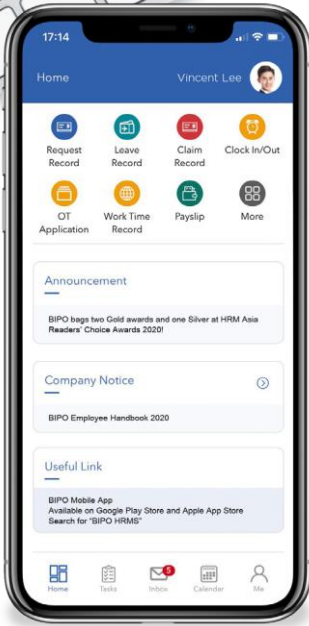 17:14
Home
Vincent Lee
Request
Record
Leave
Record
Claim
Record
Clock In/Out
OT
Application
Work Time
Record
Payslip
More
Announcement
BIPO bags two Gold awards and one Silver at HRM Asia
Readers' Choice Awards 2020!
Company Notice
BIPO Employee Handbook 2020
Useful Link
BIPO Mobile App
Available on Google Play Store and Apple App Store
Search for "BIPO HRMS"
Home
Tasks
5
Inbox
Calendar
Me